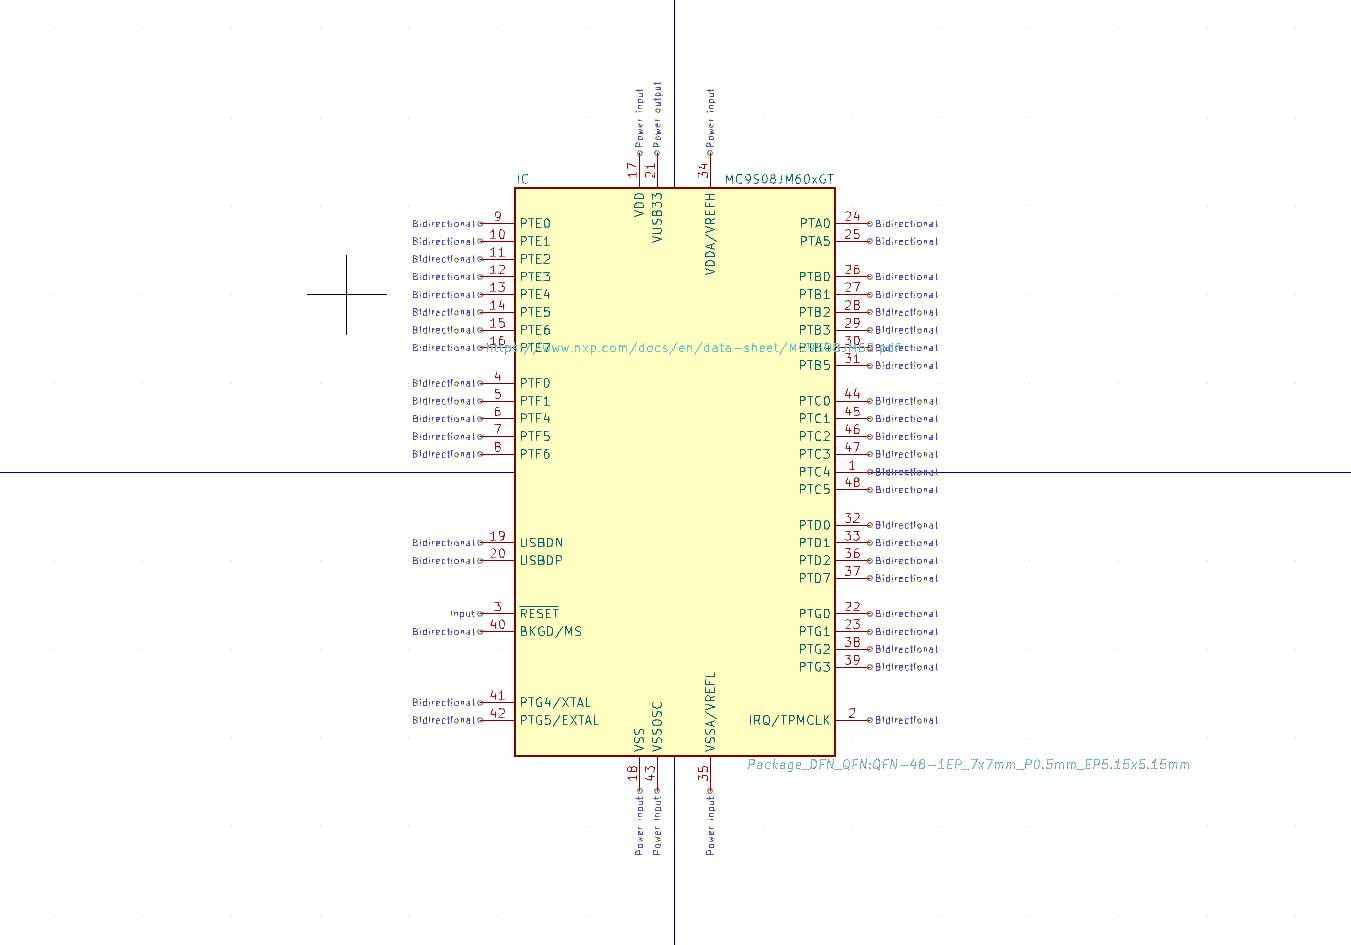 Power input
Power output
Power input
17
21
34
IC
MC9S08JM60xGT
VDD
VUSB33
VDDA/VREFH
Bidirectional 9 PTE0
Bidirectional 10 PTE1
Bidirectional 11 PTE2
Bidirectional 12 PTE3
Bidirectional 13 PTE4
Bidirectional 14 PTE5
Bidirectional 15 PTE6
Bidirectional 16 PTE7
https://www.nxp.com/docs/en/data-sheet/MC9S08JM60.pdf
Bidirectional 4 PTF0
Bidirectional 5 PTF1
Bidirectional 6 PTF4
Bidirectional 7 PTF5
Bidirectional 8 PTF6
Bidirectional 19 USBDN
Bidirectional 20 USBDP
Input 3 RESET
Bidirectional 40 BKGD/MS
Bidirectional 41 PTG4/XTAL
Bidirectional 42 PTG5/EXTAL
PTA0 24 Bidirectional
PTA5 25 Bidirectional
PTB0 26 Bidirectional
PTB1 27 Bidirectional
PTB2 28 Bidirectional
PTB3 29 Bidirectional
PTB4 30 Bidirectional
PTB5 31 Bidirectional
PTC0 44 Bidirectional
PTC1 45 Bidirectional
PTC2 46 Bidirectional
PTC3 47 Bidirectional
PTC4 1 Bidirectional
PTC5 48 Bidirectional
PTD0 32 Bidirectional
PTD1 33 Bidirectional
PTD2 36 Bidirectional
PTD7 37 Bidirectional
PTG0 22 Bidirectional
PTG1 23 Bidirectional
PTG2 38 Bidirectional
PTG3 39 Bidirectional
IRQ/TPMCLK 2 Bidirectional
VSS
VSSOSC
VSSA/VREFL
18
43
35
Package_DFN_QFN:QFN-48-1EP_7x7mm_P0.5mm_EP5.15x5.15mm
Power input
Power input
Power input